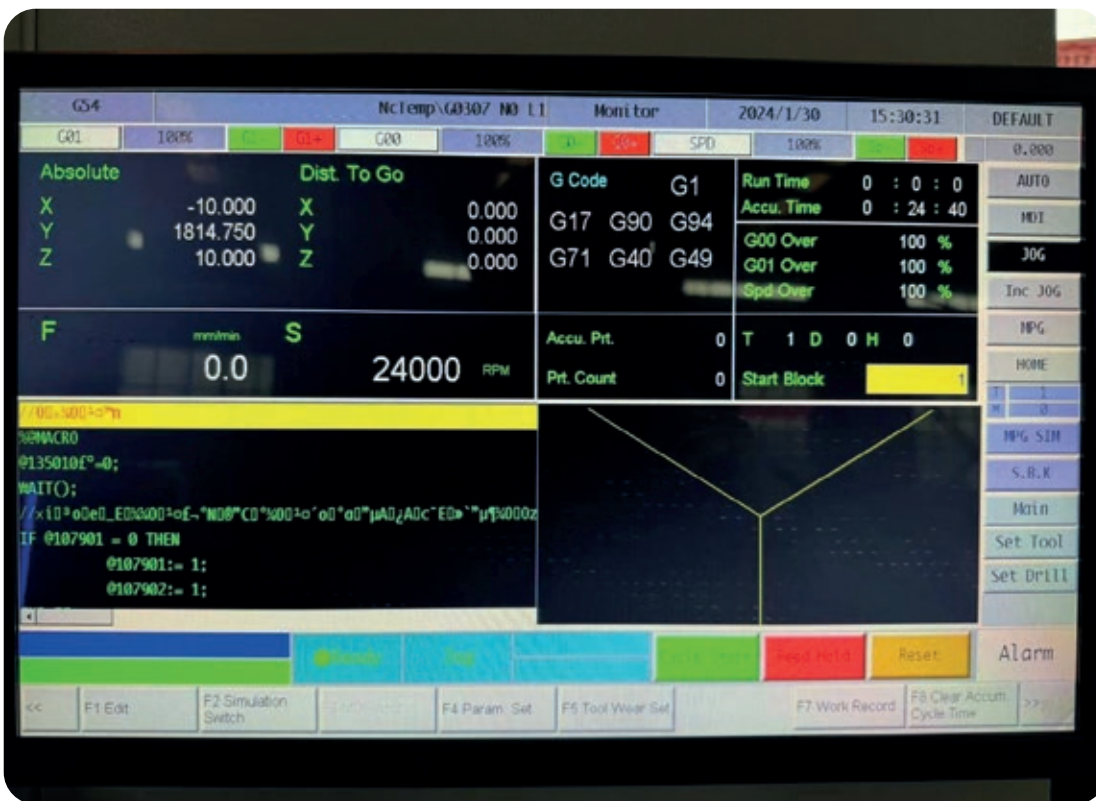 G54 NcTemp\G0307 N0 L1 Monitor 2024/1/30 15:30:31 DEFAULT
G01 100% G1+ G00 100% SPD 100% 0.000
Absolute Dist. To Go
X -10.000 X 0.000
Y 1814.750 Y 0.000
Z 10.000 Z 0.000
G Code G1
G17 G90 G94
G71 G40 G49
Run Time 0 : 0 : 0
Accu. Time 0 : 24 : 40
G00 Over 100 %
G01 Over 100 %
Spd Over 100 %
F mm/min 0.0 S 24000 RPM
Accu. Prt. 0
Prt. Count 0
T 1 D 0 H 0
Start Block 1
%@MACRO
WAIT();
IF @107901 = 0 THEN
@107901:= 1;
@107902:= 1;
AUTO
MDI
JOG
Inc JOG
MPG
HOME
T 1
M 0
MPG SIM
S.B.K
Main
Set Tool
Set Drill
Ready Feed Hold Reset Alarm
<< F1 Edit F2 Simulation Switch F4 Param. Set F5 Tool Wear Set F7 Work Record F8 Clear Accum. Cycle Time >>